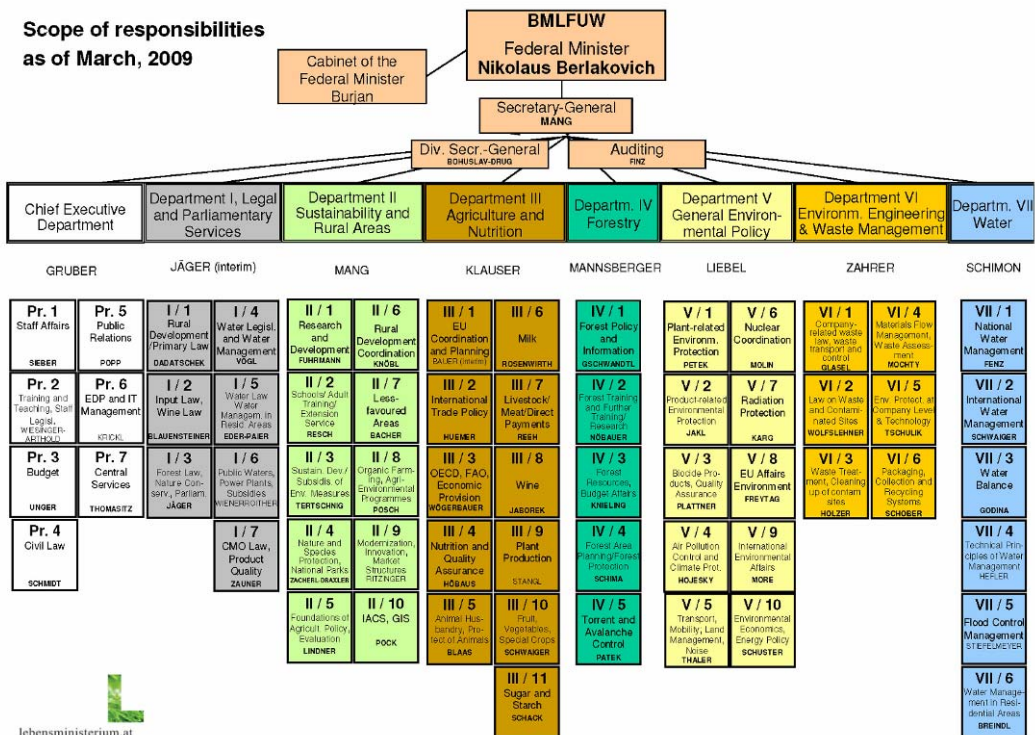 Scope of responsibilities
as of March, 2009
BMLFUW
Federal Minister
Nikolaus Berlakovich
Cabinet of the
Federal Minister
Burjan
Secretary-General
MANG
Div. Secr.-General
BOHUSLAV-DRUG
Auditing
FINZ
Chief Executive
Department
GRUBER
Department I, Legal
and Parliamentary
Services
JÄGER (interim)
Department II
Sustainability and
Rural Areas
MANG
Department III
Agriculture and
Nutrition
KLAUSER
Departm. IV
Forestry
MANNSBERGER
Department V
General Environ-
mental Policy
LIEBEL
Department VI
Environm. Engineering
& Waste Management
ZAHRER
Departm. VII
Water
SCHIMON
Pr. 1
Staff Affairs
SIEBER
Pr. 2
Training and
Teaching, Staff
Legisl.
WIESINGER-
ARTHOLD
Pr. 3
Budget
UNGER
Pr. 4
Civil Law
SCHMIDT
Pr. 5
Public
Relations
POPP
Pr. 6
EDP and IT
Management
KRICKL
Pr. 7
Central
Services
THOMASITZ
I / 1
Rural
Development
/Primary Law
DADATSCHEK
I / 2
Input Law,
Wine Law
BLAUENSTEINER
I / 3
Forest Law,
Nature Con-
serv., Parliam.
JÄGER
I / 4
Water Legisl.
and Water
Management
VOGL
I / 5
Water Law
Water
Managem. in
Resid. Areas
EDER-PAIER
I / 6
Public Waters,
Power Plants,
Subsidies
WIENERROITHER
I / 7
CMO Law,
Product
Quality
ZAUNER
II / 1
Research
and
Development
FUHRMANN
II / 2
Schools/ Adult
Training/
Extension
Service
RESCH
II / 3
Sustain. Dev./
Subsidis. of
Env. Measures
TERTSCHNIG
II / 4
Nature and
Species
Protection,
National Parks
ZACHERL-DRAXLER
II / 5
Foundations of
Agricult. Policy,
Evaluation
LINDNER
II / 6
Rural
Development
Coordination
KNÖBL
II / 7
Less-
favoured
Areas
BACHER
II / 8
Organic Farm-
ing, Agri-
Environmental
Programmes
POSCH
II / 9
Modernization,
Innovation,
Market
Structures
RITZINGER
II / 10
IACS, GIS
POCK
III / 1
EU
Coordination
and Planning
BAUER (interim)
III / 2
International
Trade Policy
HUEMER
III / 3
OECD, FAO,
Economic
Provision
WÖGERBAUER
III / 4
Nutrition and
Quality
Assurance
HÖBAUS
III / 5
Animal Hus-
bandry, Pro-
tect of Animals
BLAAS
III / 6
Milk
ROSENWIRTH
III / 7
Livestock/
Meat/Direct
Payments
REEH
III / 8
Wine
JABOREK
III / 9
Plant
Production
STANGL
III / 10
Fruit,
Vegetables,
Special Crops
SCHWAIGER
III / 11
Sugar and
Starch
SCHACK
IV / 1
Forest Policy
and
Information
GSCHWANDTL
IV / 2
Forest Training
and Further
Training/
Research
NÖBAUER
IV / 3
Forest
Resources,
Budget Affairs
KNIELING
IV / 4
Forest Area
Planning/Forest
Protection
SCHIMA
IV / 5
Torrent and
Avalanche
Control
PATEK
V / 1
Plant-related
Environm.
Protection
PETEK
V / 2
Product-related
Environmental
Protection
JAKL
V / 3
Biocide Pro-
ducts, Quality
Assurance
PLATTNER
V / 4
Air Pollution
Control and
Climate Prot.
HOJESKY
V / 5
Transport,
Mobility; Land
Management,
Noise
THALER
V / 6
Nuclear
Coordination
MOLIN
V / 7
Radiation
Protection
KARG
V / 8
EU Affairs
Environment
FREYTAG
V / 9
International
Environmental
Affairs
MORE
V / 10
Environmental
Economics,
Energy Policy
SCHUSTER
VI / 1
Company-
related waste
law, waste
transport and
control
GLASEL
VI / 2
Law on Waste
and Contami-
nated Sites
WOLFSLEHNER
VI / 3
Waste Treat-
ment, Cleaning
up of contam.
sites
HOLZER
VI / 4
Materials Flow
Management,
Waste Assess-
ment
MOCHTY
VI / 5
Env. Protect. at
Company Level
& Technology
TSCHULIK
VI / 6
Packaging,
Collection and
Recycling
Systems
SCHOBER
VII / 1
National
Water
Management
FENZ
VII / 2
International
Water
Management
SCHWAIGER
VII / 3
Water
Balance
GODINA
VII / 4
Technical Prin-
ciples of Water
Management
HEFLER
VII / 5
Flood Control
Management
STIEFELMEYER
VII / 6
Water Manage-
ment in Resi-
dential Areas
BREINDL
lebensministerium.at